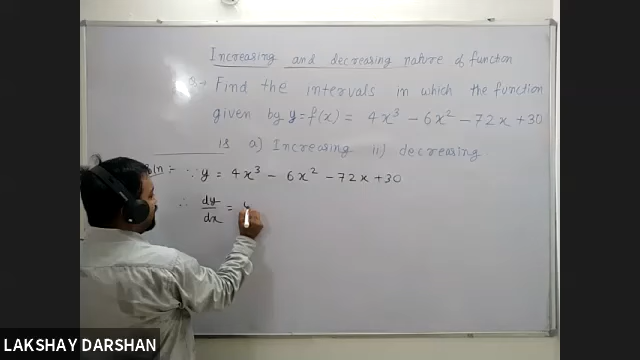 Increasing and decreasing nature of function
Q→ Find the intervals in which the function
given by y=f(x) = 4x³ - 6x² - 72x + 30
is a) Increasing ii) decreasing.
Soln :- ∵ y = 4x³ - 6x² - 72x + 30
∴ dy/dx =
LAKSHAY DARSHAN